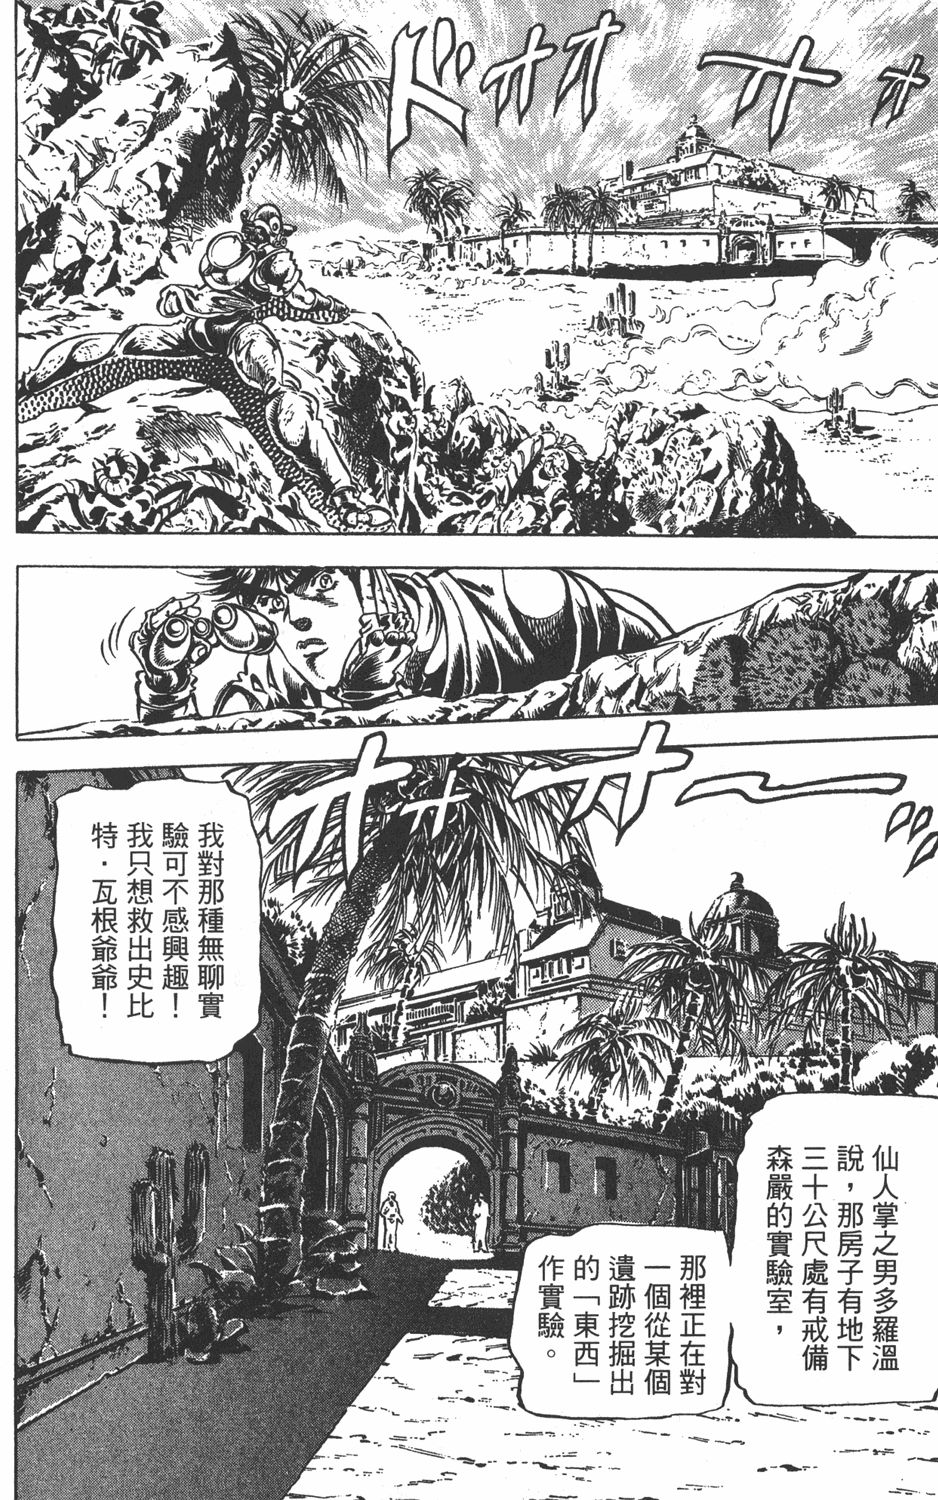 ドオオオオ
オオオー
仙人掌之男多羅溫
說，那房子有地下
三十公尺處有戒備
森嚴的實驗室，
那裡正在對
一個從某個
遺跡挖掘出
的「東西」
作實驗。
我對那種無聊實
驗可不感興趣！
我只想救出史比
特．瓦根爺爺！